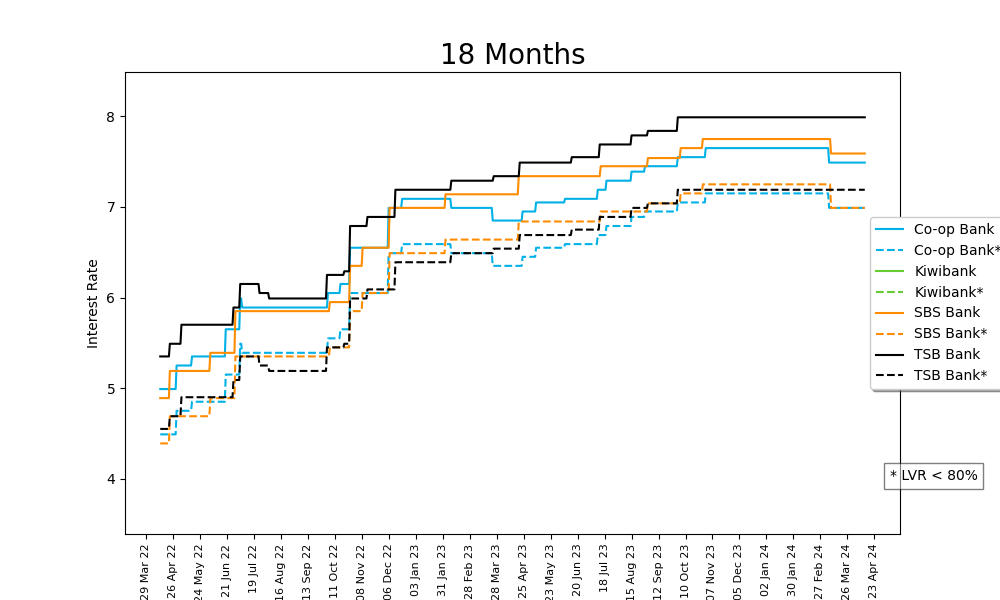 18 Months
Interest Rate
8
7
6
5
4
29 Mar 22
26 Apr 22
24 May 22
21 Jun 22
19 Jul 22
16 Aug 22
13 Sep 22
11 Oct 22
08 Nov 22
06 Dec 22
03 Jan 23
31 Jan 23
28 Feb 23
28 Mar 23
25 Apr 23
23 May 23
20 Jun 23
18 Jul 23
15 Aug 23
12 Sep 23
10 Oct 23
07 Nov 23
05 Dec 23
02 Jan 24
30 Jan 24
27 Feb 24
26 Mar 24
23 Apr 24
Co-op Bank
Co-op Bank*
Kiwibank
Kiwibank*
SBS Bank
SBS Bank*
TSB Bank
TSB Bank*
* LVR < 80%